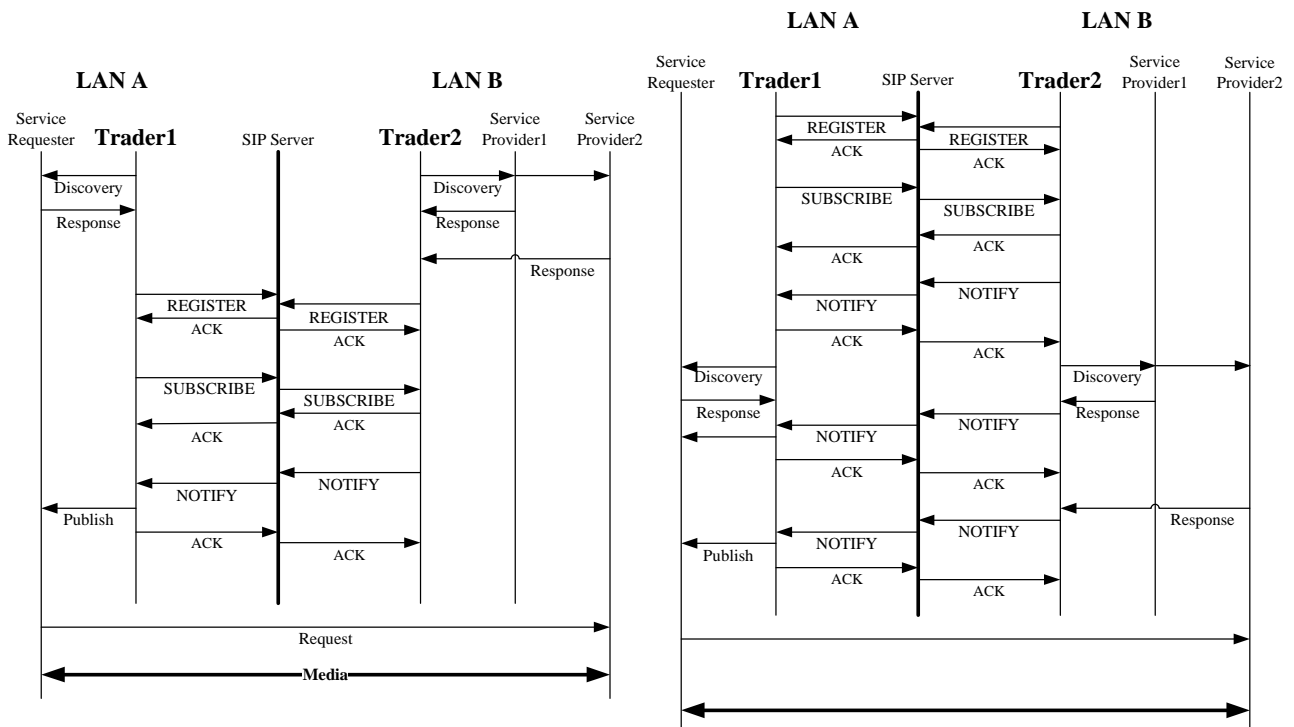 LAN A
LAN B
Service
Requester
Trader1
SIP Server
Trader2
Service
Provider1
Service
Provider2
Discovery
Discovery
Response
Response
Response
REGISTER
REGISTER
ACK
ACK
SUBSCRIBE
SUBSCRIBE
ACK
ACK
NOTIFY
NOTIFY
Publish
ACK
ACK
Request
Media
LAN A
LAN B
Service
Requester
Trader1
SIP Server
Trader2
Service
Provider1
Service
Provider2
REGISTER
REGISTER
ACK
ACK
SUBSCRIBE
SUBSCRIBE
ACK
ACK
NOTIFY
NOTIFY
ACK
ACK
Discovery
Discovery
Response
Response
NOTIFY
NOTIFY
ACK
ACK
Response
NOTIFY
NOTIFY
Publish
ACK
ACK